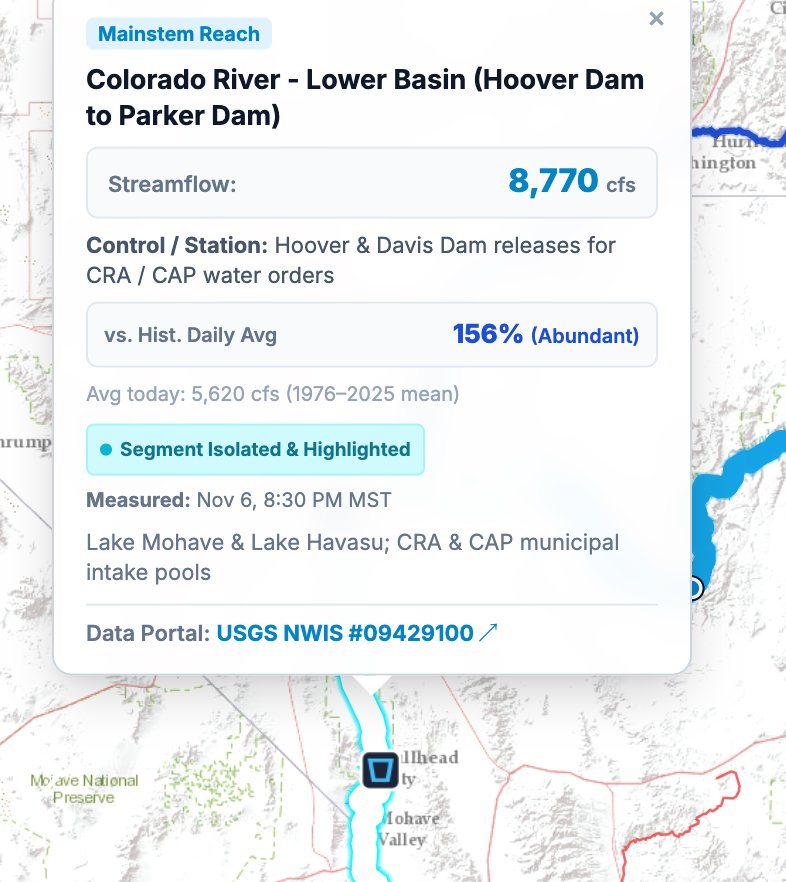 Mainstem Reach
×
Colorado River - Lower Basin (Hoover Dam
to Parker Dam)
Streamflow:
8,770 cfs
Control / Station: Hoover & Davis Dam releases for
CRA / CAP water orders
vs. Hist. Daily Avg
156% (Abundant)
Avg today: 5,620 cfs (1976–2025 mean)
Segment Isolated & Highlighted
Measured: Nov 6, 8:30 PM MST
Lake Mohave & Lake Havasu; CRA & CAP municipal
intake pools
Data Portal: USGS NWIS #09429100 ↗
Mojave National
Preserve
Mohave
Valley